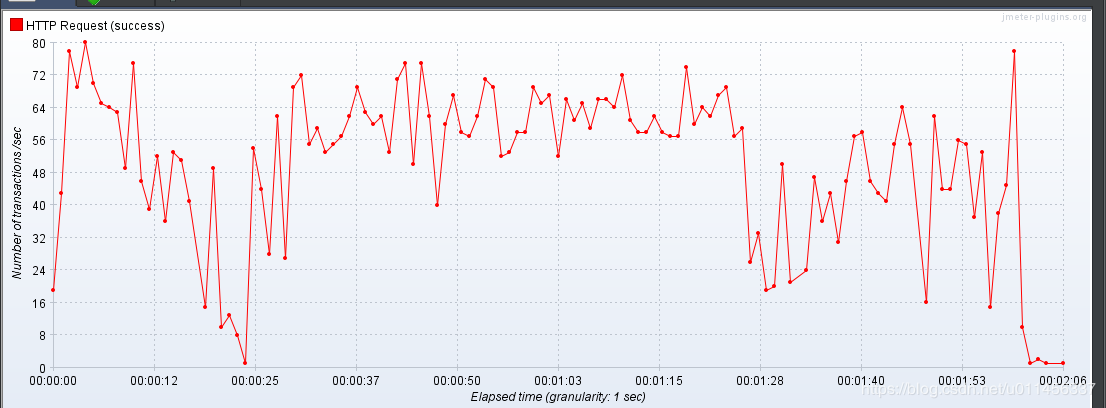 jmeter-plugins.org
HTTP Request (success)
80
72
64
56
48
40
32
24
16
8
0
Number of transactions /sec
00:00:00 00:00:12 00:00:25 00:00:37 00:00:50 00:01:03 00:01:15 00:01:28 00:01:40 00:01:53 00:02:06
Elapsed time (granularity: 1 sec)